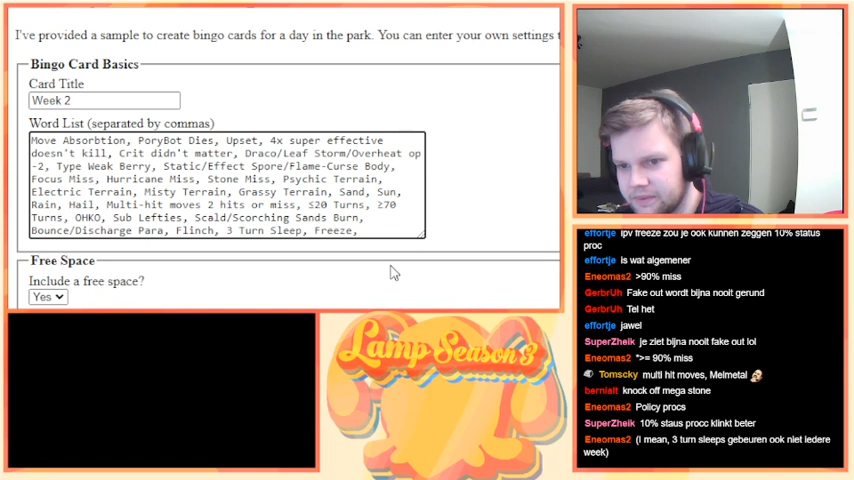 I've provided a sample to create bingo cards for a day in the park. You can enter your own settings t
Bingo Card Basics
Card Title
Week 2
Word List (separated by commas)
Move Absorbtion, PoryBot Dies, Upset, 4x super effective
doesn't kill, Crit didn't matter, Draco/Leaf Storm/Overheat op
-2, Type Weak Berry, Static/Effect Spore/Flame-Curse Body,
Focus Miss, Hurricane Miss, Stone Miss, Psychic Terrain,
Electric Terrain, Misty Terrain, Grassy Terrain, Sand, Sun,
Rain, Hail, Multi-hit moves 2 hits or miss, ≤20 Turns, ≥70
Turns, OHKO, Sub Lefties, Scald/Scorching Sands Burn,
Bounce/Discharge Para, Flinch, 3 Turn Sleep, Freeze,
Free Space
Include a free space?
Yes
effortje ipv freeze zou je ook kunnen zeggen 10% status
proc
effortje is wat algemener
Eneomas2 >90% miss
GerbrUh Fake out wordt bijna nooit gerund
GerbrUh Tel het
effortje jawel
SuperZheik je ziet bijna nooit fake out lol
Eneomas2 *>= 90% miss
Tomscky multi hit moves, Melmetal
bernialt knock off mega stone
Eneomas2 Policy procs
SuperZheik 10% staus procc klinkt beter
Eneomas2 (I mean, 3 turn sleeps gebeuren ook niet iedere
week)
Lamp Season 3